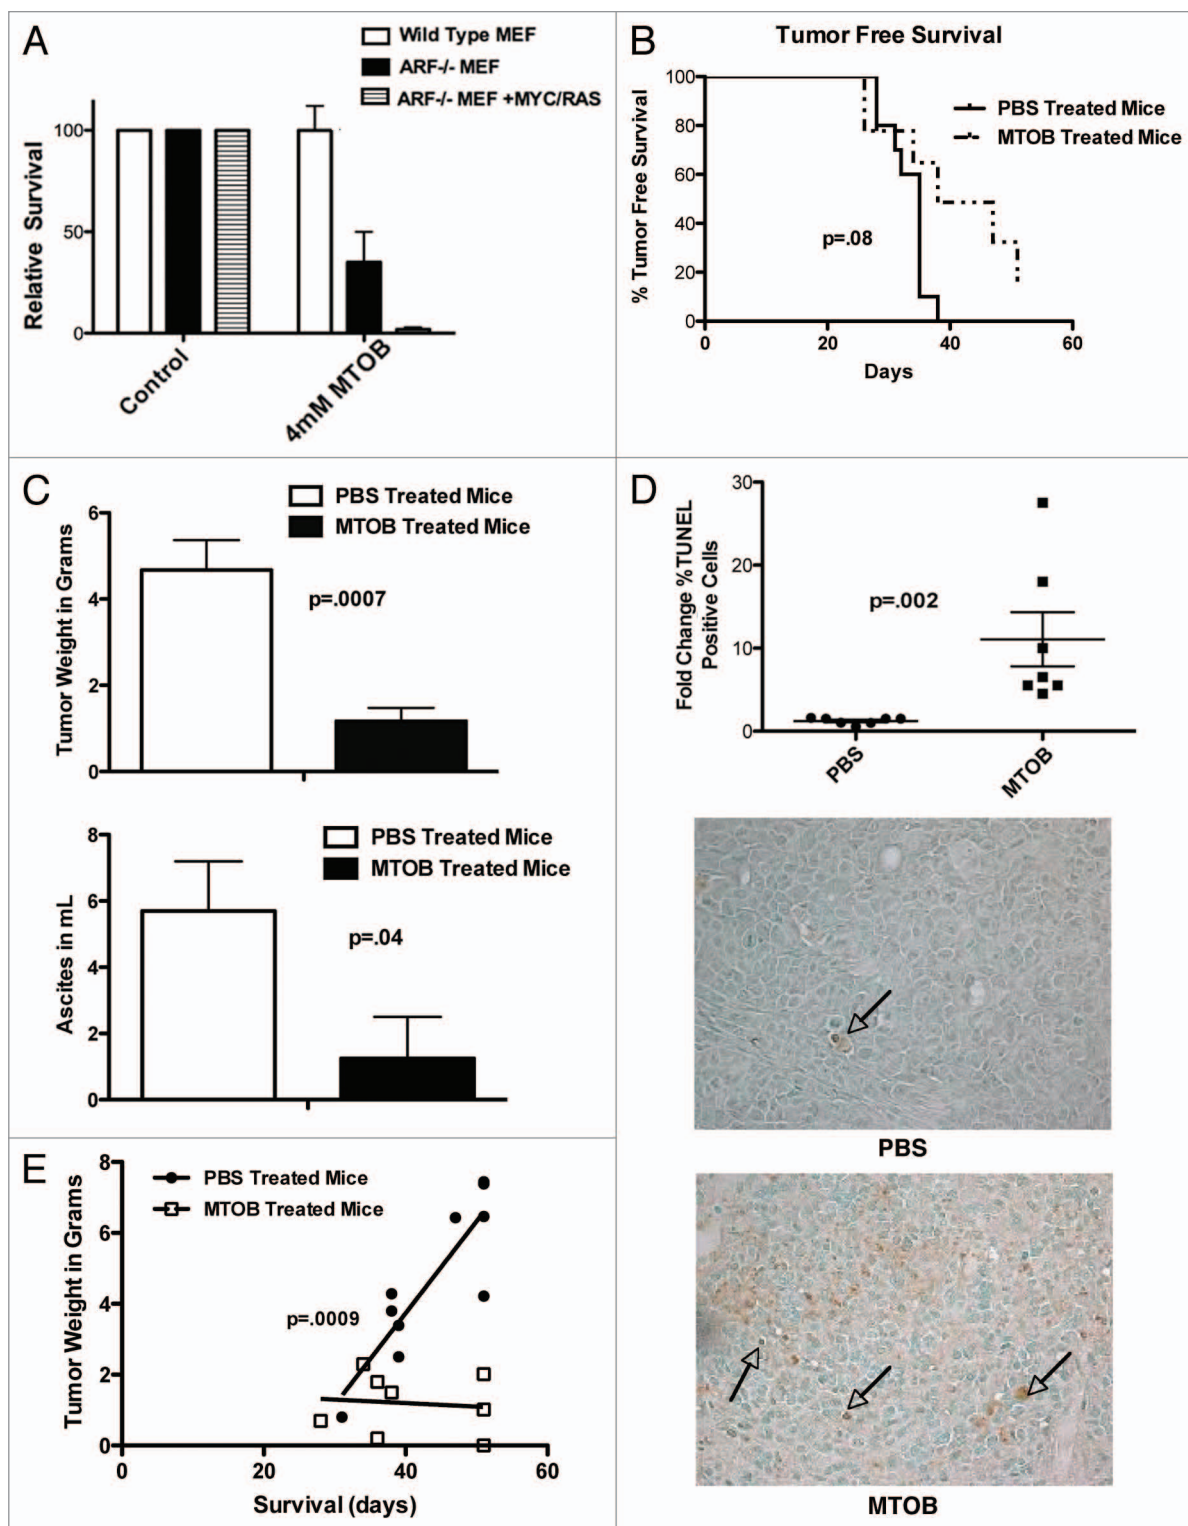 A
Wild Type MEF
ARF-/- MEF
ARF-/- MEF +MYC/RAS
Relative Survival
100
50
0
Control
4mM MTOB
B
Tumor Free Survival
% Tumor Free Survival
100
80
60
40
20
0
PBS Treated Mice
MTOB Treated Mice
p=.08
0 20 40 60
Days
C
PBS Treated Mice
MTOB Treated Mice
Tumor Weight in Grams
6
4
2
0
p=.0007
PBS Treated Mice
MTOB Treated Mice
Ascites in mL
8
6
4
2
0
p=.04
D
Fold Change %TUNEL
Positive Cells
30
20
10
0
p=.002
PBS
MTOB
PBS
MTOB
E
PBS Treated Mice
MTOB Treated Mice
Tumor Weight in Grams
8
6
4
2
0
p=.0009
0 20 40 60
Survival (days)